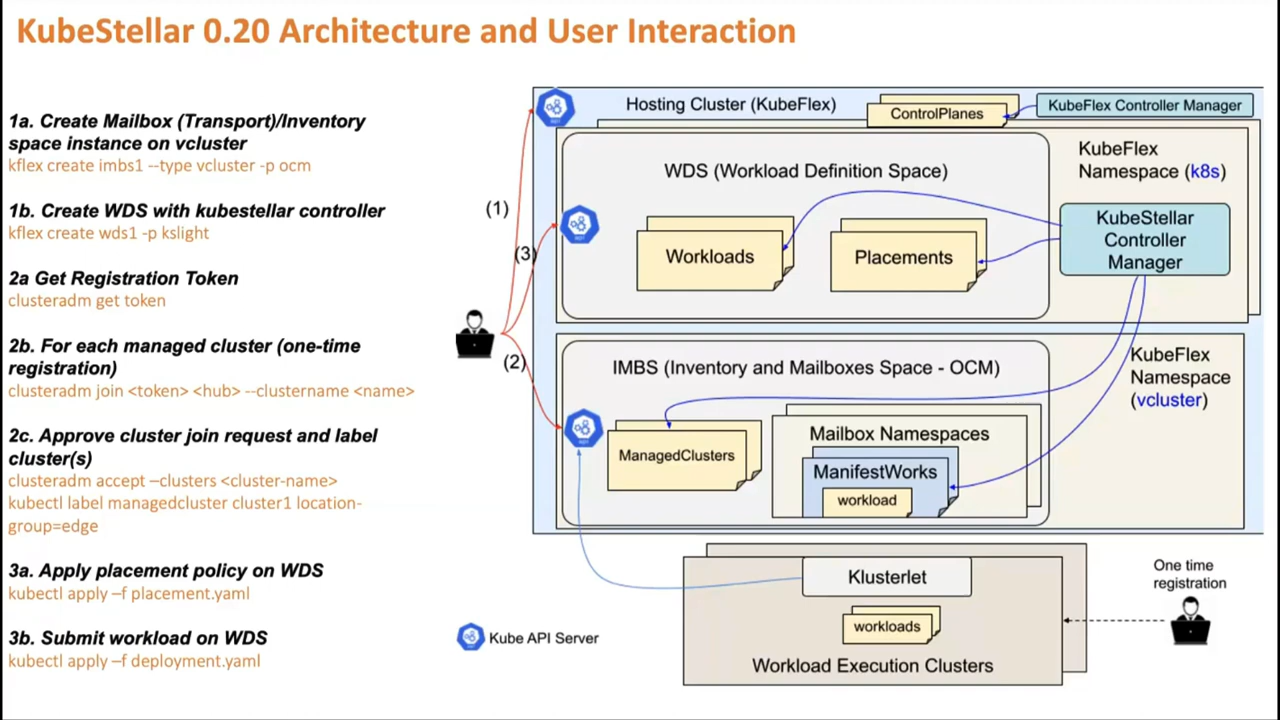 KubeStellar 0.20 Architecture and User Interaction
1a. Create Mailbox (Transport)/Inventory
space instance on vcluster
kflex create imbs1 --type vcluster -p ocm
1b. Create WDS with kubestellar controller
kflex create wds1 -p kslight
2a Get Registration Token
clusteradm get token
2b. For each managed cluster (one-time
registration)
clusteradm join <token> <hub> --clustername <name>
2c. Approve cluster join request and label
cluster(s)
clusteradm accept –clusters <cluster-name>
kubectl label managedcluster cluster1 location-
group=edge
3a. Apply placement policy on WDS
kubectl apply –f placement.yaml
3b. Submit workload on WDS
kubectl apply –f deployment.yaml
(1)
(3)
(2)
Kube API Server
Hosting Cluster (KubeFlex)
ControlPlanes
KubeFlex Controller Manager
WDS (Workload Definition Space)
Workloads
Placements
KubeFlex
Namespace (k8s)
KubeStellar
Controller
Manager
IMBS (Inventory and Mailboxes Space - OCM)
ManagedClusters
Mailbox Namespaces
ManifestWorks
workload
KubeFlex
Namespace
(vcluster)
Klusterlet
workloads
Workload Execution Clusters
One time
registration